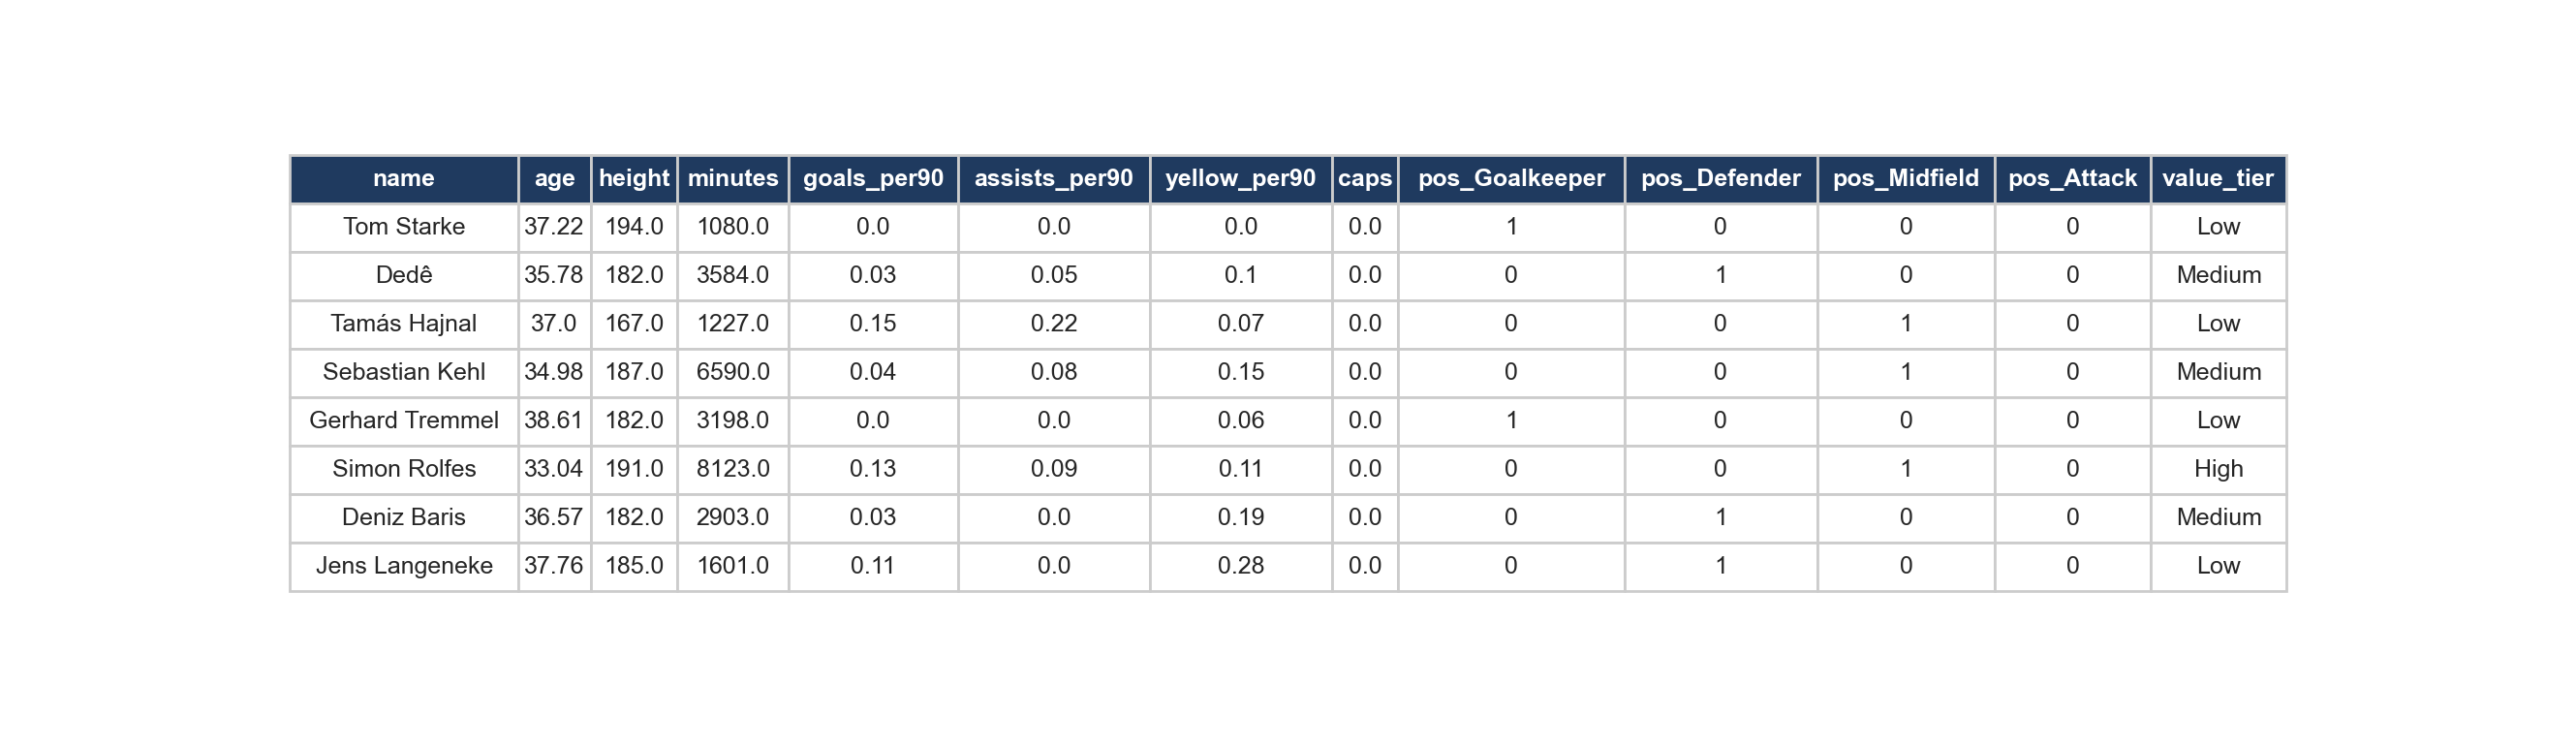 name age height minutes goals_per90 assists_per90 yellow_per90 caps pos_Goalkeeper pos_Defender pos_Midfield pos_Attack value_tier
Tom Starke 37.22 194.0 1080.0 0.0 0.0 0.0 0.0 1 0 0 0 Low
Dedê 35.78 182.0 3584.0 0.03 0.05 0.1 0.0 0 1 0 0 Medium
Tamás Hajnal 37.0 167.0 1227.0 0.15 0.22 0.07 0.0 0 0 1 0 Low
Sebastian Kehl 34.98 187.0 6590.0 0.04 0.08 0.15 0.0 0 0 1 0 Medium
Gerhard Tremmel 38.61 182.0 3198.0 0.0 0.0 0.06 0.0 1 0 0 0 Low
Simon Rolfes 33.04 191.0 8123.0 0.13 0.09 0.11 0.0 0 0 1 0 High
Deniz Baris 36.57 182.0 2903.0 0.03 0.0 0.19 0.0 0 1 0 0 Medium
Jens Langeneke 37.76 185.0 1601.0 0.11 0.0 0.28 0.0 0 1 0 0 Low